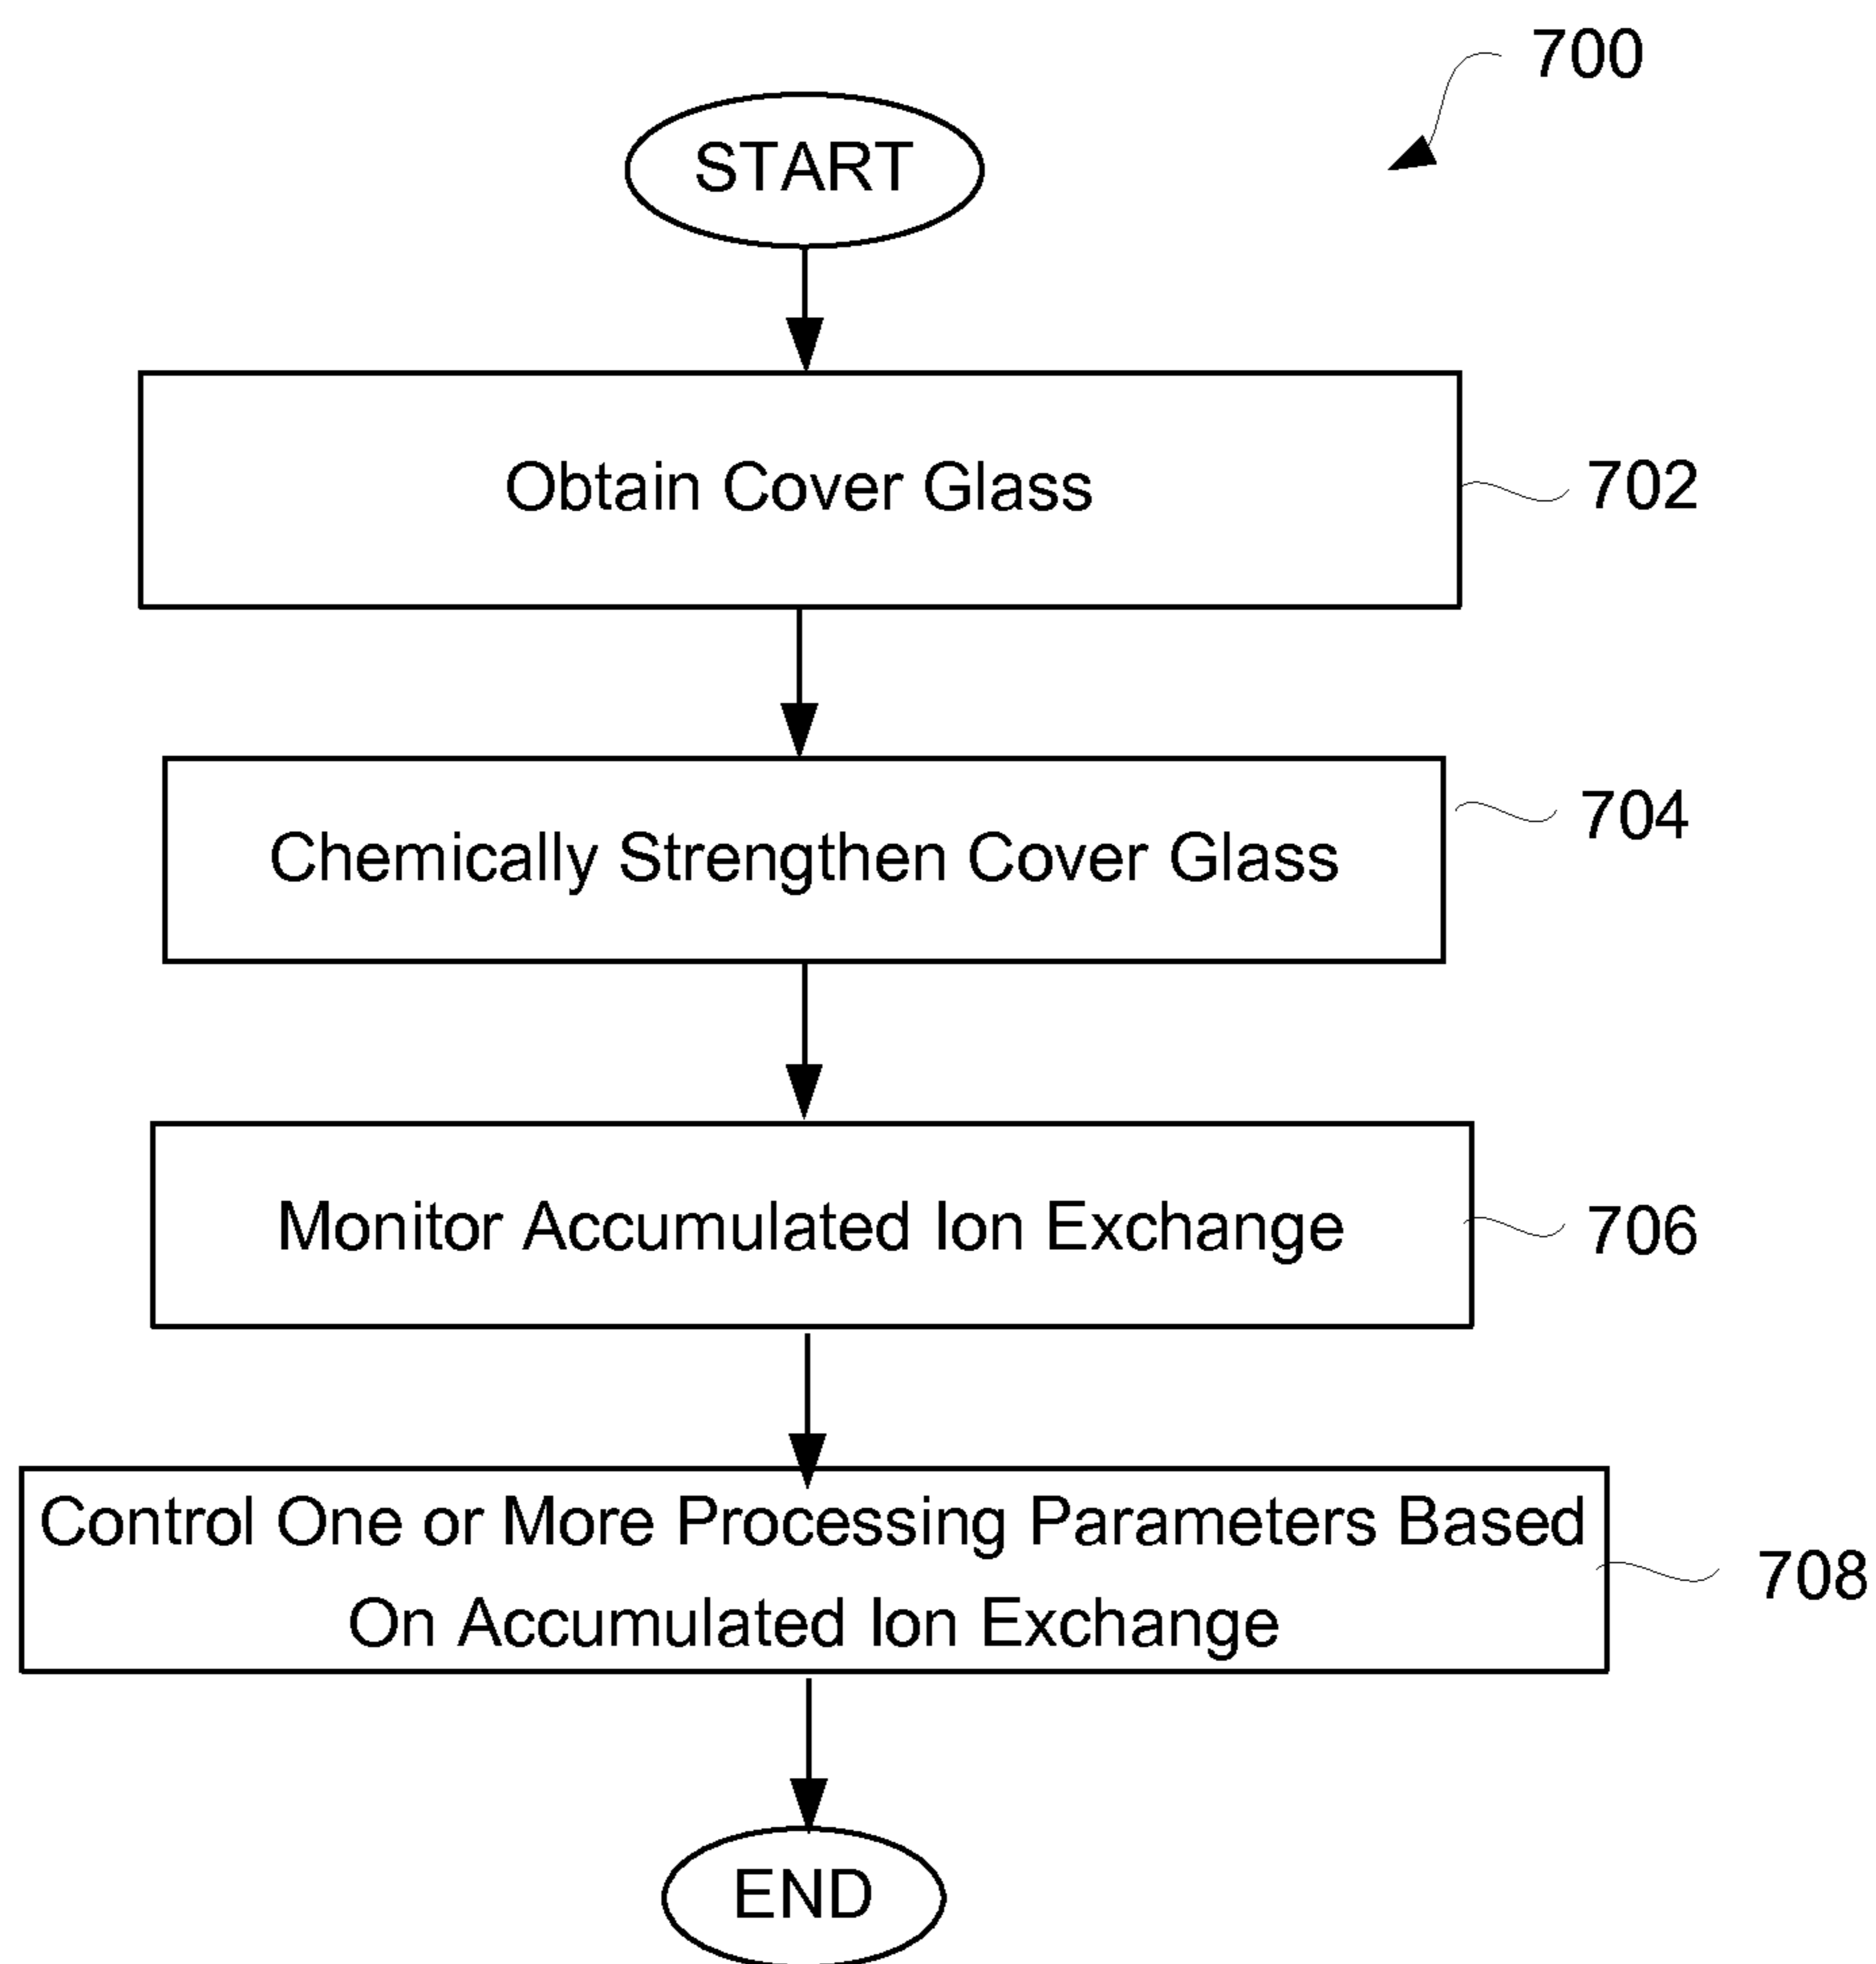 700
START
Obtain Cover Glass
702
Chemically Strengthen Cover Glass
704
Monitor Accumulated Ion Exchange
706
Control One or More Processing Parameters Based
On Accumulated Ion Exchange
708
END